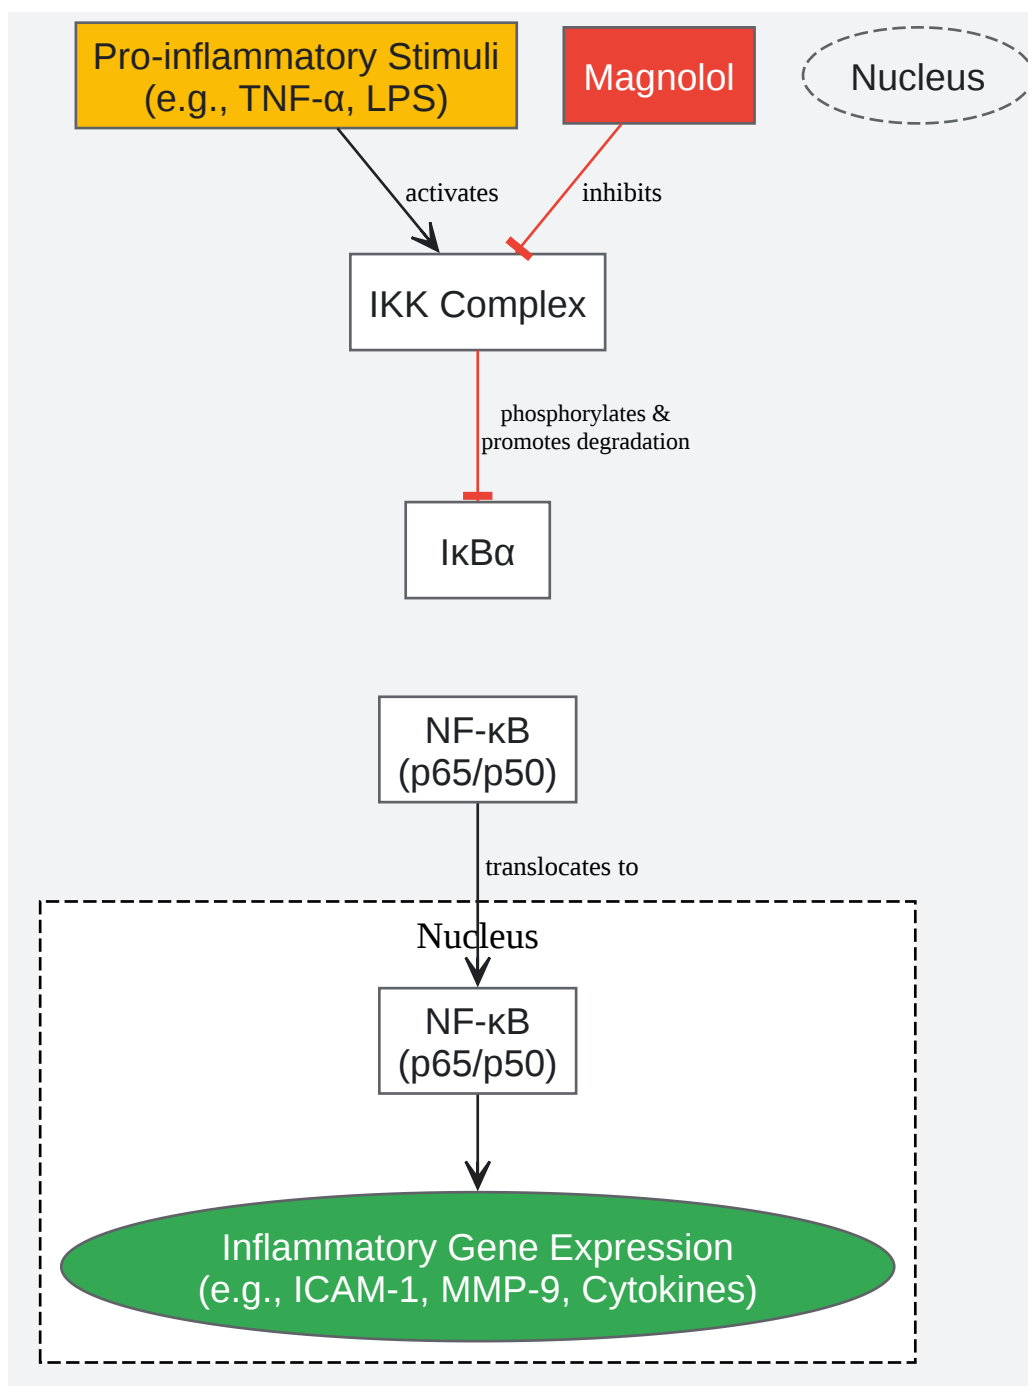 Pro-inflammatory Stimuli
(e.g., TNF-α, LPS)
Magnolol
Nucleus
activates
inhibits
IKK Complex
phosphorylates &
promotes degradation
IκBα
NF-κB
(p65/p50)
translocates to
Nucleus
NF-κB
(p65/p50)
Inflammatory Gene Expression
(e.g., ICAM-1, MMP-9, Cytokines)